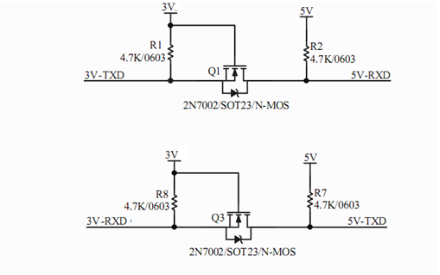 3V
5V
R1
4.7K/0603
R2
4.7K/0603
Q1
3V-TXD
5V-RXD
2N7002/SOT23/N-MOS
3V
5V
R8
4.7K/0603
R7
4.7K/0603
Q3
3V-RXD
5V-TXD
2N7002/SOT23/N-MOS